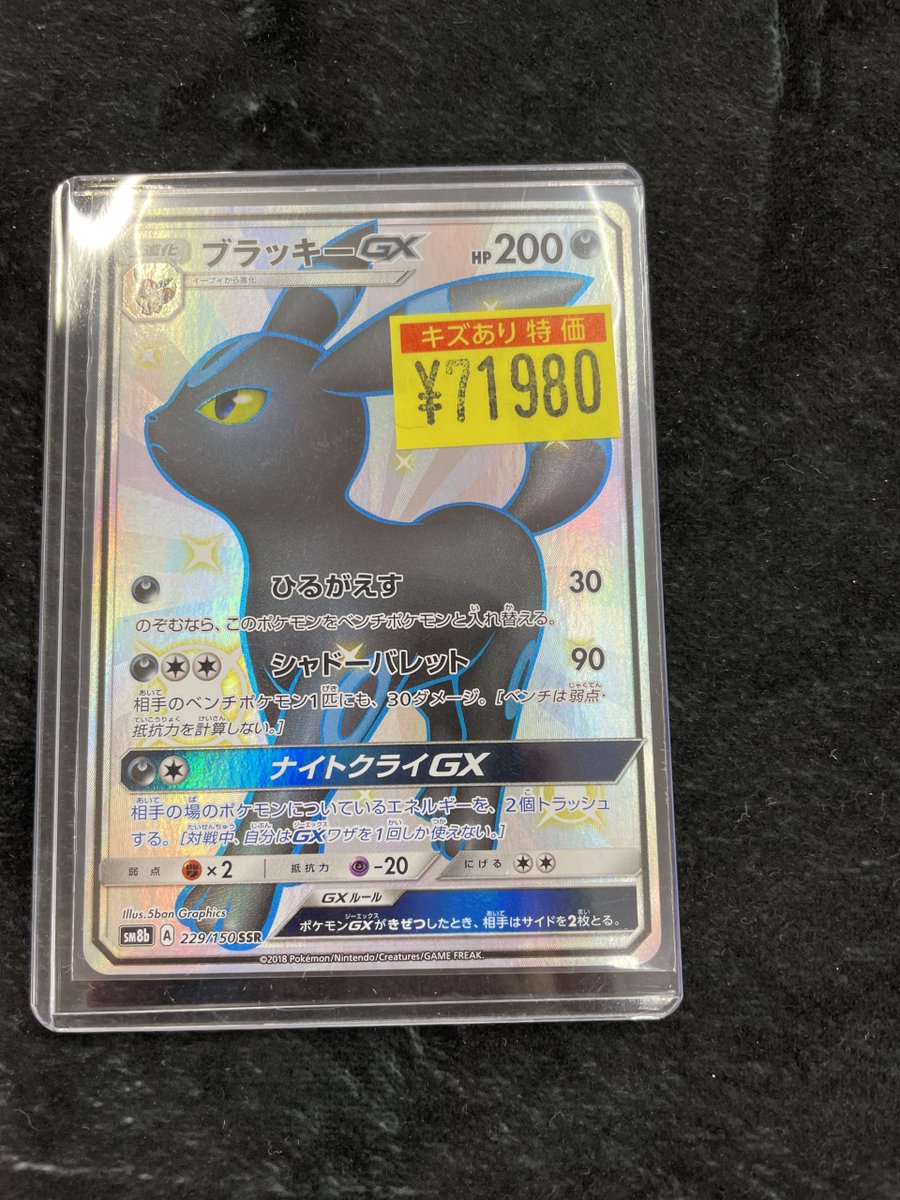 進化 ブラッキーGX HP200
イーブイから進化
キズあり特価
¥71980
ひるがえす 30
のぞむなら、このポケモンをベンチポケモンと入れ替える。
シャドーバレット 90
相手のベンチポケモン1匹にも、30ダメージ。[ベンチは弱点・
抵抗力を計算しない。]
ナイトクライGX
相手の場のポケモンについているエネルギーを、2個トラッシュ
する。[対戦中、自分はGXワザを1回しか使えない。]
弱点 ×2 抵抗力 -20 にげる
GXルール
ポケモンGXがきぜつしたとき、相手はサイドを2枚とる。
Illus. 5ban Graphics
sm8b A 229/150 SSR
©2018 Pokémon/Nintendo/Creatures/GAME FREAK.